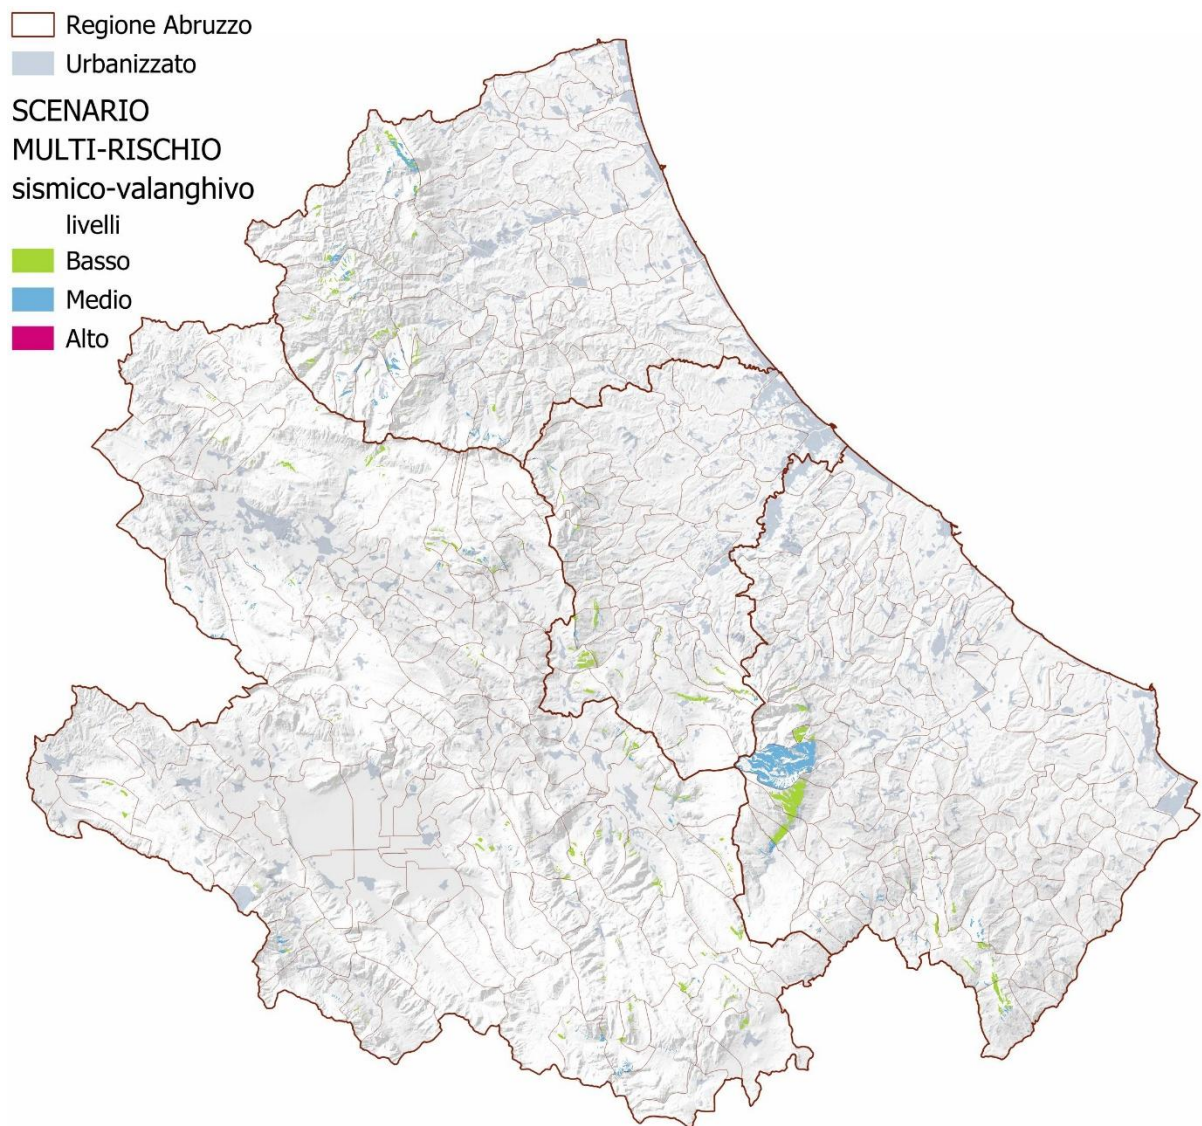 Regione Abruzzo
Urbanizzato
SCENARIO
MULTI-RISCHIO
sismico-valanghivo
livelli
Basso
Medio
Alto